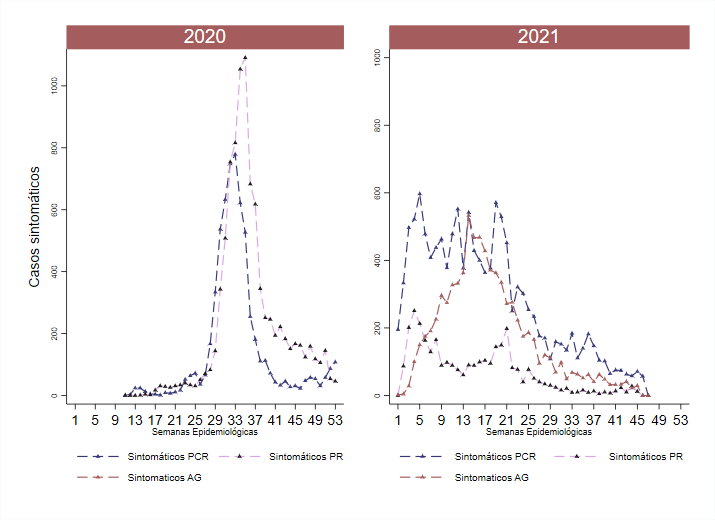 2020
2021
Casos sintomáticos
0 200 400 600 800 1000
0 200 400 600 800 1000
1 5 9 13 17 21 25 29 33 37 41 45 49 53
1 5 9 13 17 21 25 29 33 37 41 45 49 53
Semanas Epidemiológicas
Semanas Epidemiológicas
Sintomáticos PCR
Sintomáticos PR
Sintomaticos AG
Sintomáticos PCR
Sintomáticos PR
Sintomaticos AG